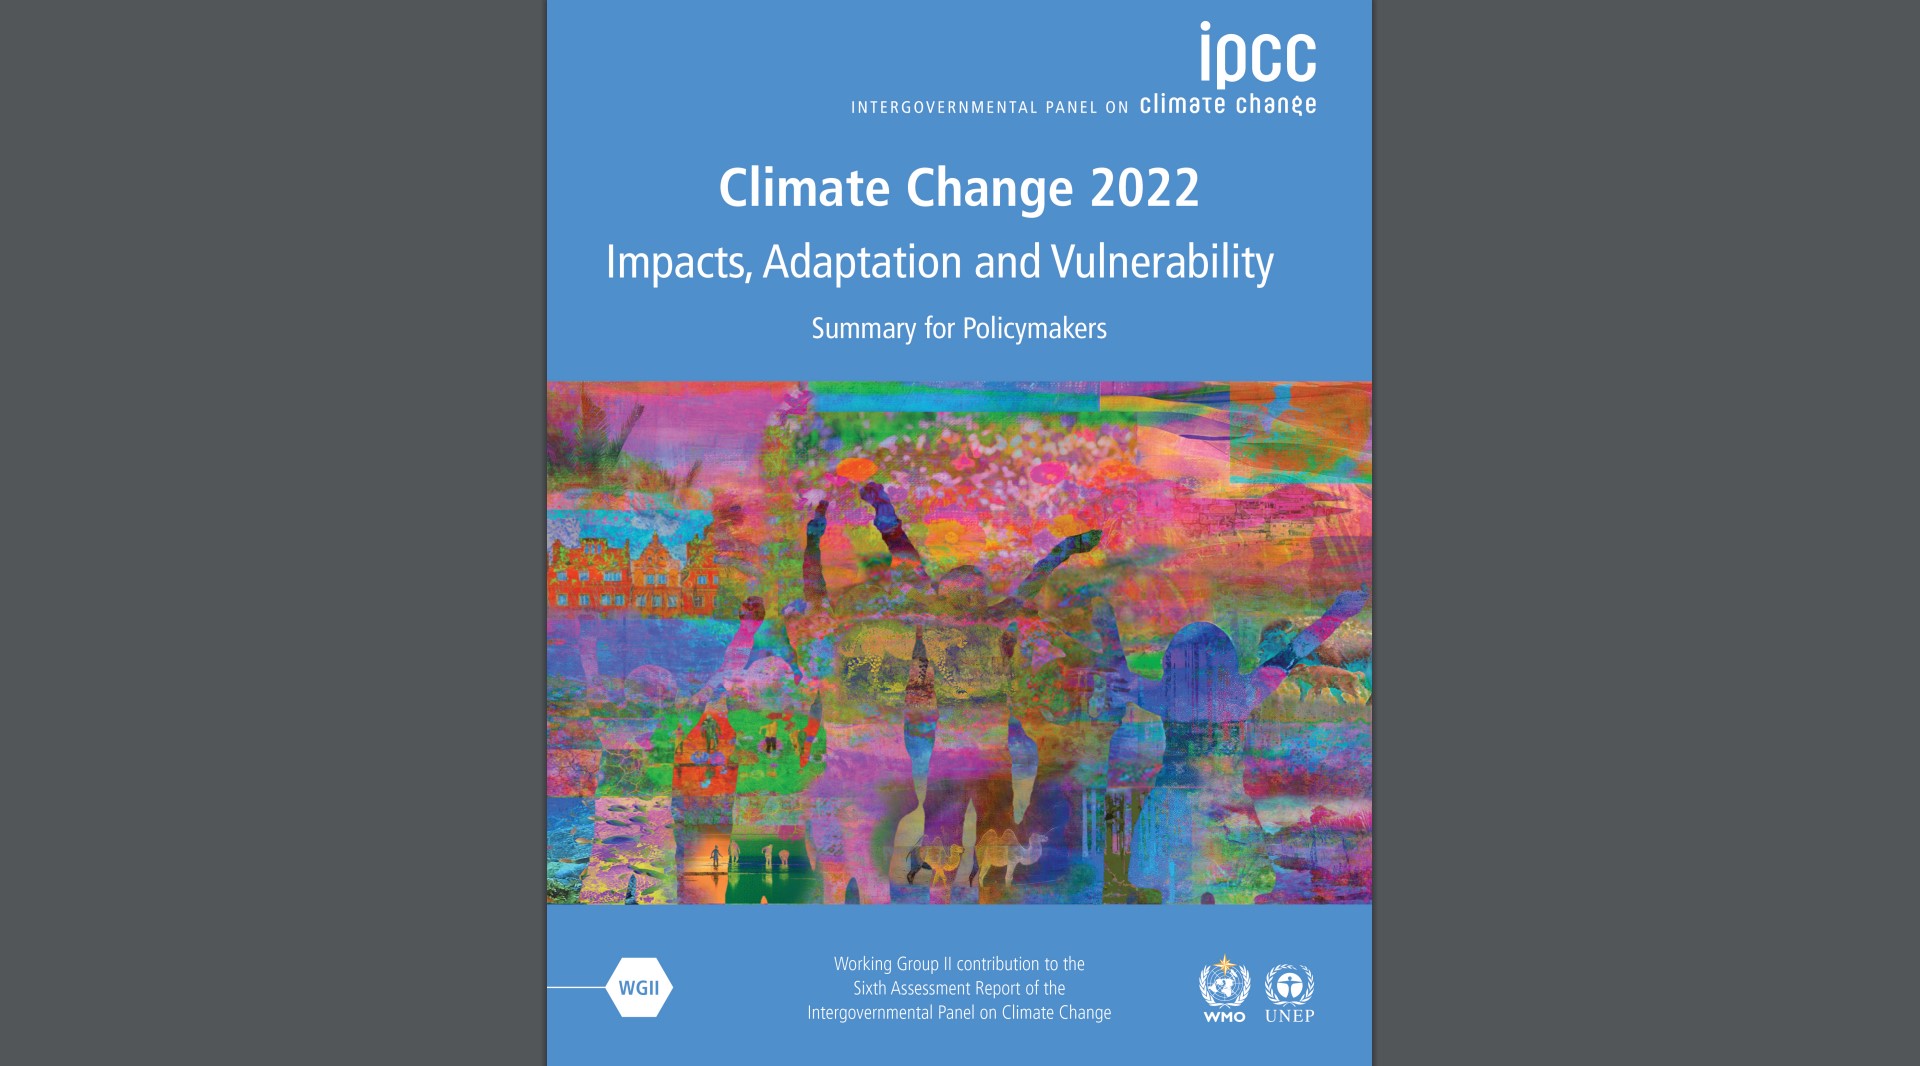 ipcc
INTERGOVERNMENTAL PANEL ON climate change
Climate Change 2022
Impacts, Adaptation and Vulnerability
Summary for Policymakers
WGII
Working Group II contribution to the
Sixth Assessment Report of the
Intergovernmental Panel on Climate Change
WMO
UNEP